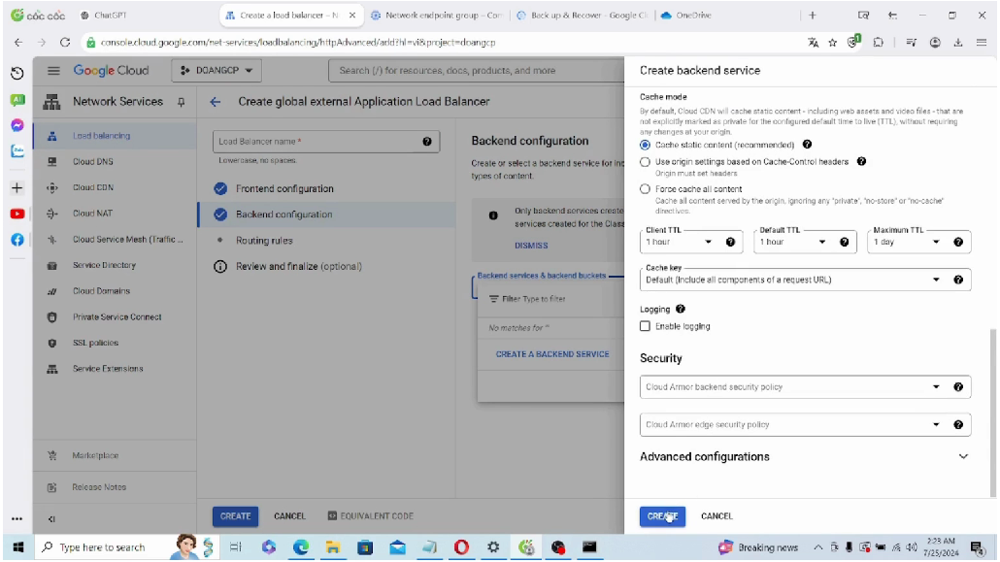 cốc cốc
ChatGPT
Create a load balancer – N
Network endpoint group – Com
Back up & Recover - Google Cl
OneDrive
console.cloud.google.com/net-services/loadbalancing/httpAdvanced/add?hl=vi&project=doangcp
1
Google Cloud
DOANGCP
Search (/) for resources, docs, products, and more
Create backend service
Network Services
Create global external Application Load Balancer
Load balancing
Cloud DNS
Cloud CDN
Cloud NAT
Cloud Service Mesh (Traffic ...
Service Directory
Cloud Domains
Private Service Connect
SSL policies
Service Extensions
Marketplace
Release Notes
Load Balancer name *
Lowercase, no spaces.
Frontend configuration
Backend configuration
Routing rules
Review and finalize (optional)
CREATE
CANCEL
EQUIVALENT CODE
Backend configuration
Create or select a backend service for inc
types of content.
Only backend services create
services created for the Class
DISMISS
Backend services & backend buckets
Filter Type to filter
No matches for ""
CREATE A BACKEND SERVICE
Cache mode
By default, Cloud CDN will cache static content - including web assets and video files - that
are not explicitly marked as private for the configured default time to live (TTL), without requiring
any changes at your origin.
Cache static content (recommended)
Use origin settings based on Cache-Control headers
Origin must set headers
Force cache all content
Cache all content served by the origin, ignoring any "private", "no-store" or "no-cache"
directives.
Client TTL
1 hour
Default TTL
1 hour
Maximum TTL
1 day
Cache key
Default (Include all components of a request URL)
Logging
Enable logging
Security
Cloud Armor backend security policy
Cloud Armor edge security policy
Advanced configurations
CREATE
CANCEL
Type here to search
Breaking news
2:23 AM
7/25/2024